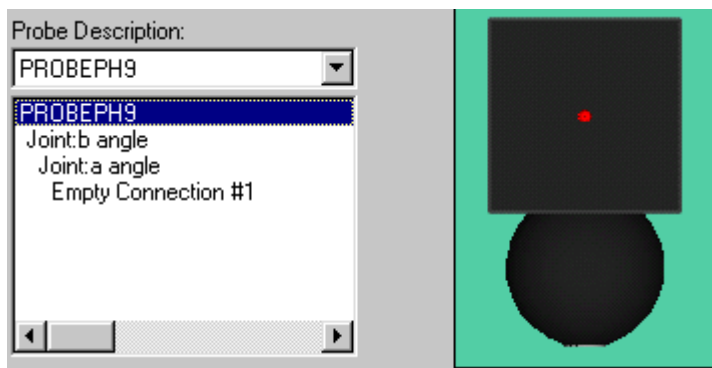 Probe Description:
PROBEPH9
PROBEPH9
Joint:b angle
Joint:a angle
Empty Connection #1